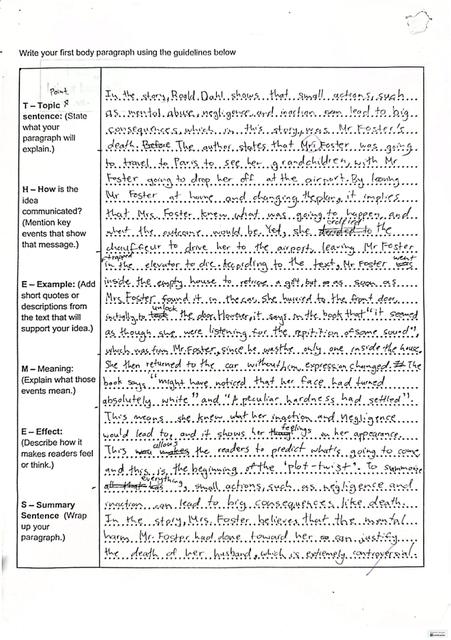 Write your first body paragraph using the guidelines below
Point
T – Topic
sentence: (State
what your
paragraph will
explain.)
H – How is the
idea
communicated?
(Mention key
events that show
that message.)
E – Example: (Add
short quotes or
descriptions from
the text that will
support your idea.)
M – Meaning:
(Explain what those
events mean.)
E – Effect:
(Describe how it
makes readers feel
or think.)
S – Summary
Sentence (Wrap
up your
paragraph.)
In the story, Roald Dahl shows that small actions, such
as mental abuse, negligence and inaction can lead to big
consequences, which in this story, was Mr Foster's
death. Before The author states that Mrs. Foster was going
to travel to Paris to see her grandchildren, with Mr
Foster going to drop her off at the airport. By leaving
Mr Foster at home and changing the plan, it implies
that Mrs Foster knew what was going to happen, and
what the outcome would be. Yet, she the
chauffeur to drive her to the airport, leaving Mr Foster
trapped
in the elevator to die. According to the text, Mr Foster went
inside the empty house to retrieve a gift, but as soon as
Mrs Foster found it in the car, she hurried to the front door
initially to unlock the door. However, it says in the book that "it seemed
as though she were listening for the repitition of some sound",
which was from Mr Foster, since he was the only one inside the house.
She then returned to the car with expression changed. The
book says "might have noticed that her face had turned
absolutely white" and "A peculiar hardness had settled".
This means she knew what her inaction and negligence
would lead to, and it shows her feelings in her appearance.
This allows the readers to predict what's going to come
and this is the beginning of the 'plot-twist'. To summarise
everything, small actions, such as negligence and
inaction can lead to big consequences like death.
In the story, Mrs. Foster believes that the mental
harm Mr. Foster had done toward her can justify
the death of her husband, which is extremely controversial.